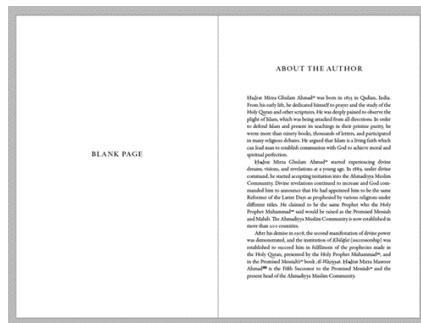 BLANK PAGE
ABOUT THE AUTHOR
Ḥaḍrat Mirza Ghulam Ahmad as was born in 1835 in Qadian, India.
From his early life, he dedicated himself to prayer and the study of the
Holy Quran and other scriptures. He was deeply pained to observe the
plight of Islam, which was being attacked from all directions. In order
to defend Islam and present its teachings in their pristine purity, he
wrote more than ninety books, thousands of letters, and participated
in many religious debates. He argued that Islam is a living faith which
can lead man to establish communion with God to achieve moral and
spiritual perfection.
Ḥaḍrat Mirza Ghulam Ahmad as started experiencing divine
dreams, visions, and revelations at a young age. In 1889, under divine
command, he started accepting initiation into the Ahmadiyya Muslim
Community. Divine revelations continued to increase and God com-
manded him to announce that He had appointed him to be the same
Reformer of the Latter Days as prophesied by various religions under
different titles. He claimed to be the same Prophet who the Holy
Prophet Muhammad sa said would be raised as the Promised Messiah
and Mahdi. The Ahmadiyya Muslim Community is now established in
more than 200 countries.
After his demise in 1908, the second manifestation of divine power
was demonstrated, and the institution of Khilāfat (successorship) was
established to succeed him in fulfilment of the prophecies made in
the Holy Quran, presented by the Holy Prophet Muhammad sa, and
in the Promised Messiah's as book Al-Waṣiyyat. Ḥaḍrat Mirza Masroor
Ahmad is the Fifth Successor to the Promised Messiah as and the
present head of the Ahmadiyya Muslim Community.